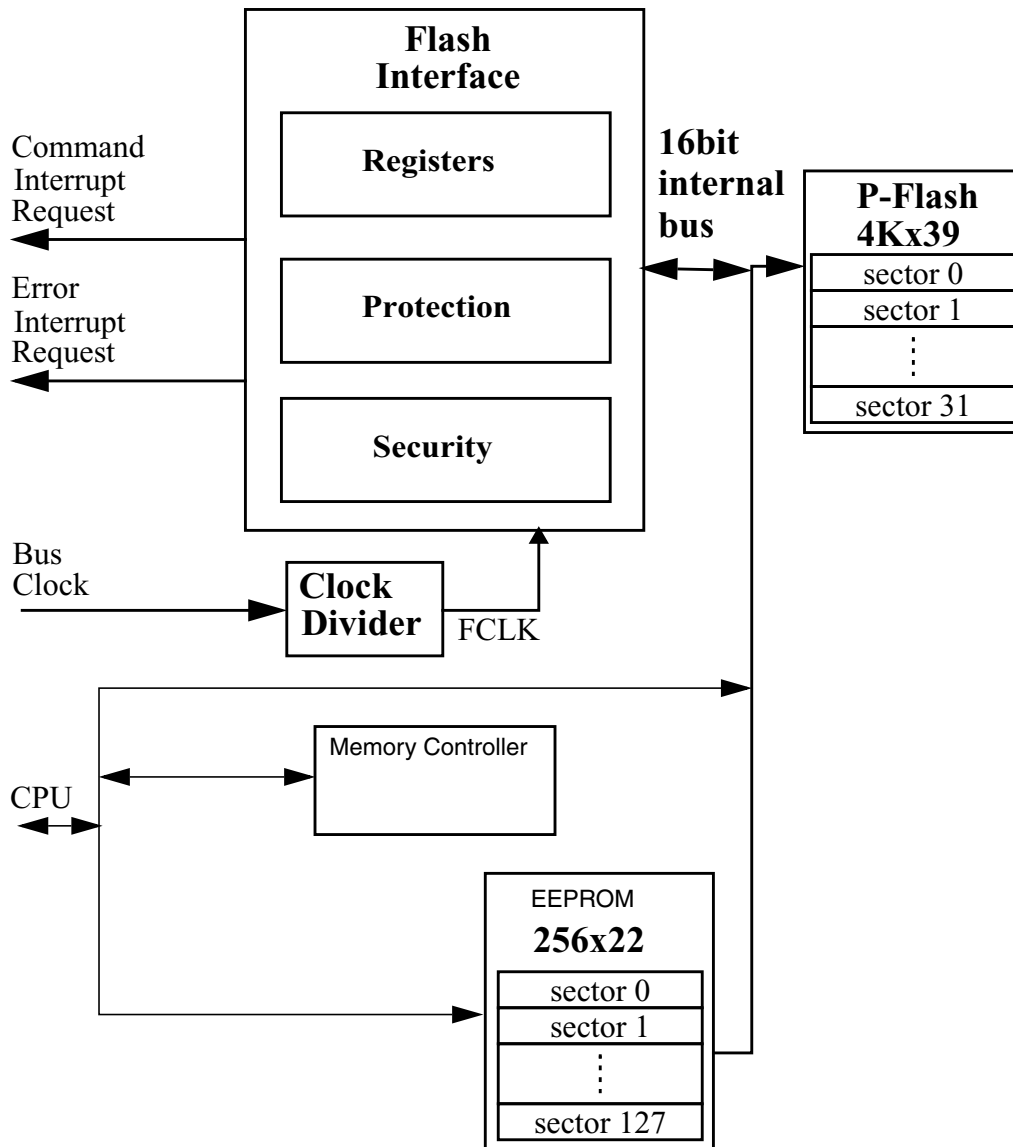 Flash
Interface
Registers
Protection
Security
Command
Interrupt
Request
Error
Interrupt
Request
16bit
internal
bus
P-Flash
4Kx39
sector 0
sector 1
sector 31
Bus
Clock
Clock
Divider
FCLK
Memory Controller
CPU
EEPROM
256x22
sector 0
sector 1
sector 127